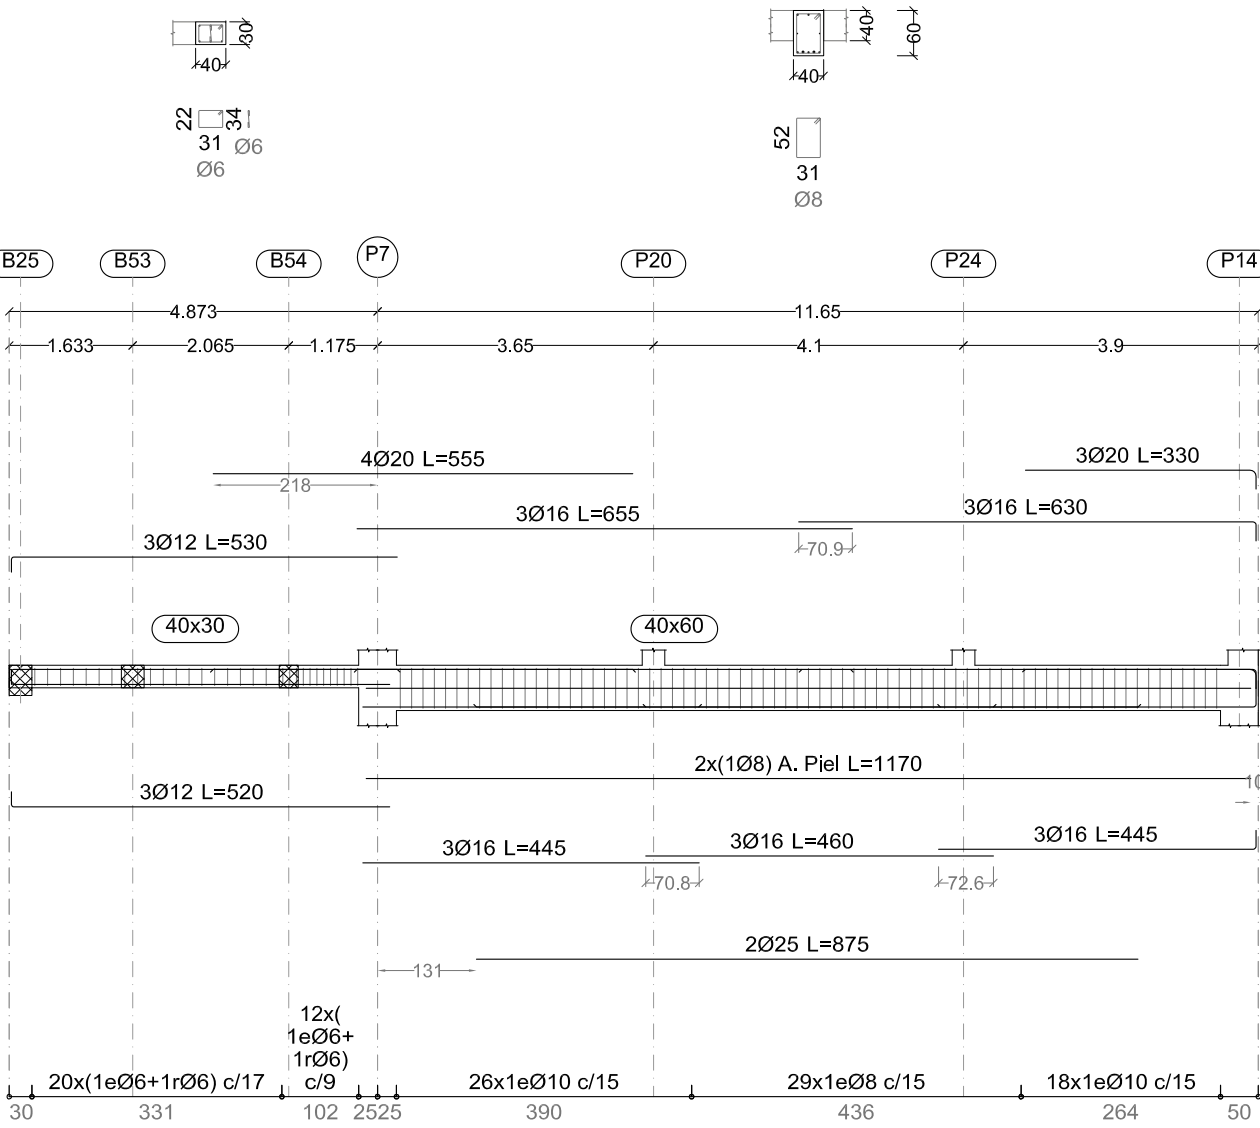 30
40
60
40
40
22
34
31
Ø6
Ø6
52
31
Ø8
B25
B53
B54
P7
P20
P24
P14
4.873
11.65
1.633
2.065
1.175
3.65
4.1
3.9
4Ø20 L=555
218
3Ø20 L=330
3Ø16 L=655
3Ø16 L=630
70.9
3Ø12 L=530
40x30
40x60
2x(1Ø8) A. Piel L=1170
10
3Ø12 L=520
3Ø16 L=445
3Ø16 L=460
3Ø16 L=445
70.8
72.6
2Ø25 L=875
131
12x(
1eØ6+
1rØ6)
c/9
20x(1eØ6+1rØ6) c/17
26x1eØ10 c/15
29x1eØ8 c/15
18x1eØ10 c/15
30
331
102
25
25
390
436
264
50